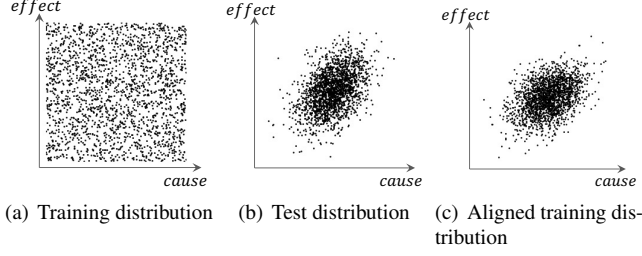 effect
effect
effect
cause
cause
cause
(a) Training distribution
(b) Test distribution
(c) Aligned training dis-
tribution